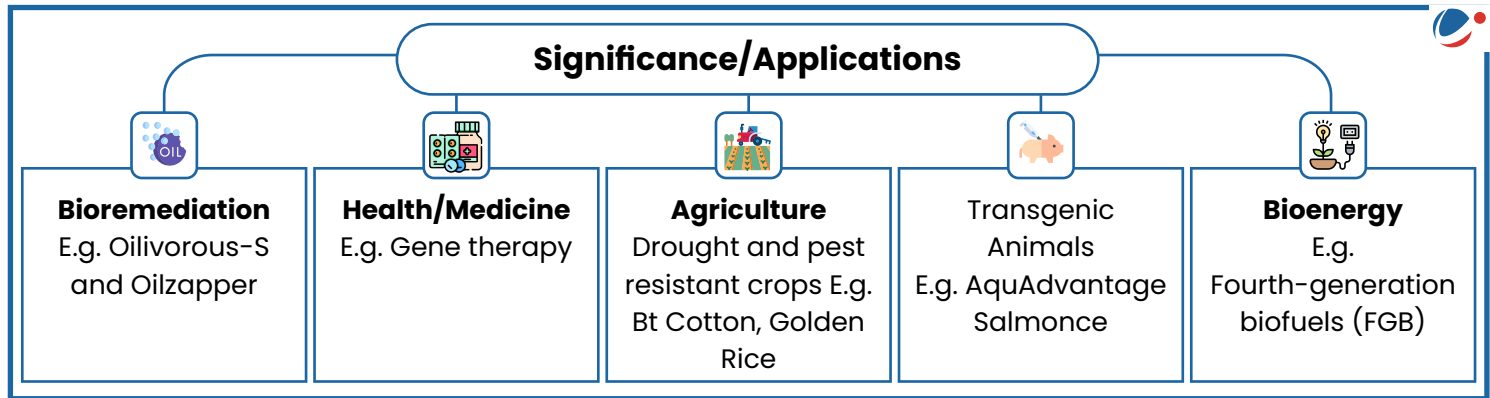 Significance/Applications
OIL
Bioremediation
E.g. Oilivorous-S
and Oilzapper
Health/Medicine
E.g. Gene therapy
Agriculture
Drought and pest
resistant crops E.g.
Bt Cotton, Golden
Rice
Transgenic
Animals
E.g. AquAdvantage
Salmonce
Bioenergy
E.g.
Fourth-generation
biofuels (FGB)